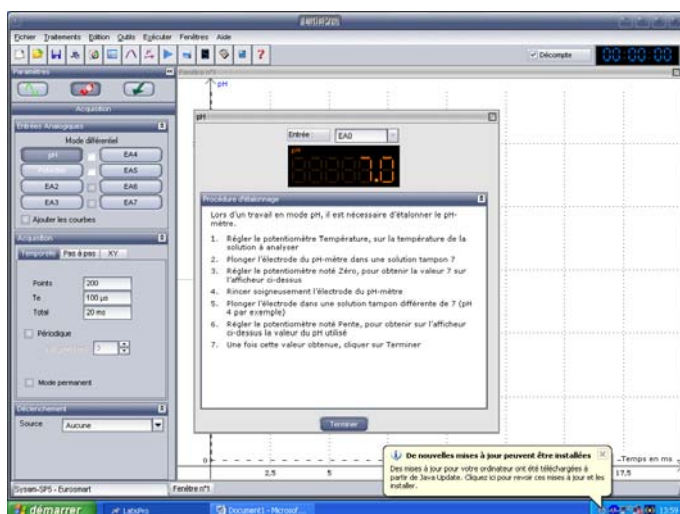 LatisPro
Fichier Traitements Edition Outils Exécuter Fenêtres Aide
Décompte
00:00:00
Paramètres
Fenêtre n°1
Acquisition
Entrées Analogiques
Mode différentiel
pH EA4
EA5
EA2 EA6
EA3 EA7
Ajouter les courbes
Acquisition
Temporelle Pas à pas XY
Points 200
Te 100 µs
Total 20 ms
Périodique
3
Mode permanent
Déclenchement
Source Aucune
Sysam-SP5 - Eurosmart
pH
pH
Entrée : EA0
pH
7.0
Procédure d'étalonnage
Lors d'un travail en mode pH, il est nécessaire d'étalonner le pH-
mètre.
1. Régler le potentiomètre Température, sur la température de la
solution à analyser
2. Plonger l'électrode du pH-mètre dans une solution tampon 7
3. Régler le potentiomètre noté Zéro, pour obtenir la valeur 7 sur
l'afficheur ci-dessus
4. Rincer soigneusement l'électrode du pH-mètre
5. Plonger l'électrode dans une solution tampon différente de 7 (pH
4 par exemple)
6. Régler le potentiomètre noté Pente, pour obtenir sur l'afficheur
ci-dessus la valeur du pH utilisé
7. Une fois cette valeur obtenue, cliquer sur Terminer
Terminer
0
2,5 5 17,5
Temps en ms
Fenêtre n°1
De nouvelles mises à jour peuvent être installées
Des mises à jour pour votre ordinateur ont été téléchargées à
partir de Java Update. Cliquez ici pour revoir ces mises à jour et les
installer.
démarrer
LatisPro
Document1 - Microsof...
13:59